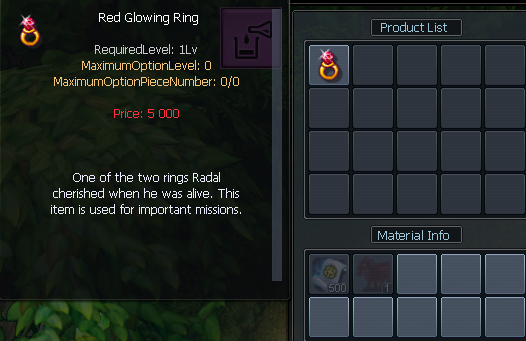 Red Glowing Ring
RequiredLevel: 1Lv
MaximumOptionLevel: 0
MaximumOptionPieceNumber: 0/0
Price: 5 000
One of the two rings Radal
cherished when he was alive. This
item is used for important missions.
Product List
Material Info
500
1